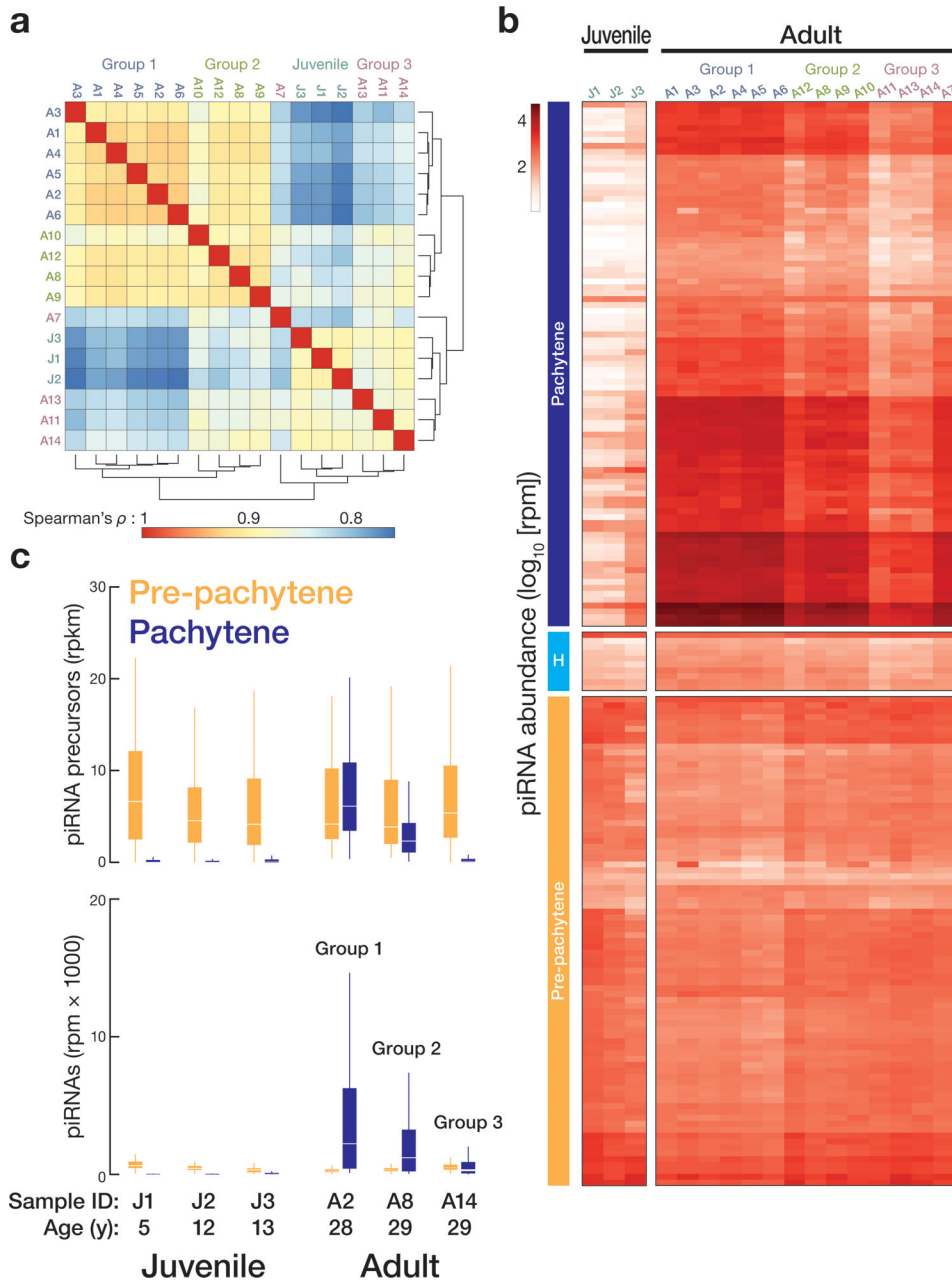 a
Group 1 Group 2 Juvenile Group 3
A3 A1 A4 A5 A2 A6 A10 A12 A8 A9 A7 J3 J1 J2 A13 A11 A14
A3
A1
A4
A5
A2
A6
A10
A12
A8
A9
A7
J3
J1
J2
A13
A11
A14
Spearman's ρ : 1 0.9 0.8
b
Juvenile Adult
Group 1 Group 2 Group 3
J1 J2 J3 A1 A3 A2 A4 A5 A6 A12 A8 A9 A10 A11 A13 A14 A7
4
2
piRNA abundance (log10 [rpm])
Pachytene
H
Pre-pachytene
c
Pre-pachytene
Pachytene
piRNA precursors (rpkm)
30
20
10
0
piRNAs (rpm × 1000)
20
10
0
Group 1
Group 2
Group 3
Sample ID: J1 J2 J3 A2 A8 A14
Age (y): 5 12 13 28 29 29
Juvenile Adult